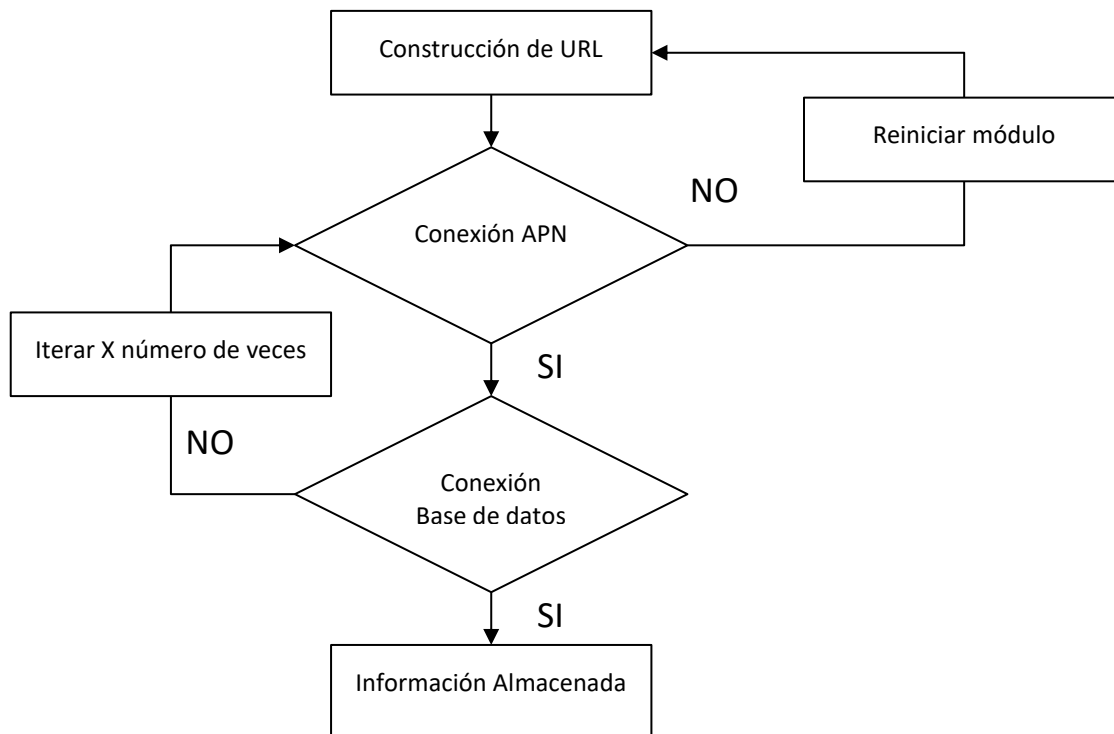 Construcción de URL
Reiniciar módulo
NO
Conexión APN
Iterar X número de veces
SI
NO
Conexión
Base de datos
SI
Información Almacenada